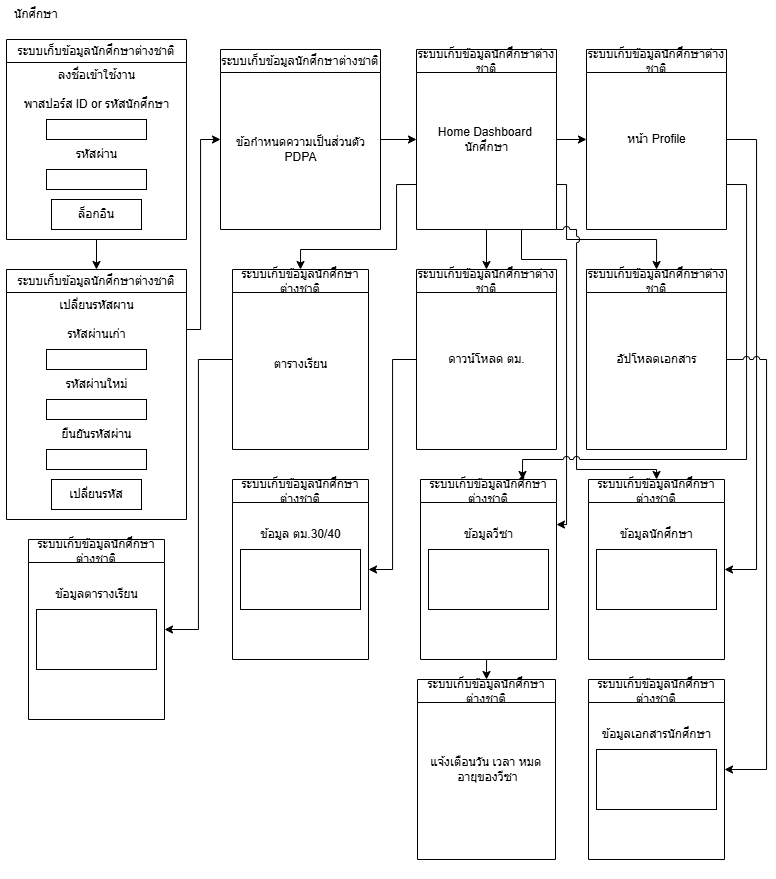 นักศึกษา
ระบบเก็บข้อมูลนักศึกษาต่างชาติ
ลงชื่อเข้าใช้งาน
พาสปอร์ส ID or รหัสนักศึกษา
รหัสผ่าน
ล็อกอิน
ระบบเก็บข้อมูลนักศึกษาต่างชาติ
ข้อกำหนดความเป็นส่วนตัว
PDPA
ระบบเก็บข้อมูลนักศึกษาต่าง
ชาติ
Home Dashboard
นักศึกษา
ระบบเก็บข้อมูลนักศึกษาต่าง
ชาติ
หน้า Profile
ระบบเก็บข้อมูลนักศึกษาต่างชาติ
เปลี่ยนรหัสผาน
รหัสผ่านเก่า
รหัสผ่านใหม่
ยืนยันรหัสผ่าน
เปลี่ยนรหัส
ระบบเก็บข้อมูลนักศึกษา
ต่างชาติ
ตารางเรียน
ระบบเก็บข้อมูลนักศึกษาต่าง
ชาติ
ดาวน์โหลด ตม.
ระบบเก็บข้อมูลนักศึกษาต่าง
ชาติ
อัปโหลดเอกสาร
ระบบเก็บข้อมูลนักศึกษา
ต่างชาติ
ข้อมูลตารางเรียน
ระบบเก็บข้อมูลนักศึกษา
ต่างชาติ
ข้อมูล ตม.30/40
ระบบเก็บข้อมูลนักศึกษา
ต่างชาติ
ข้อมูลวีซา
ระบบเก็บข้อมูลนักศึกษา
ต่างชาติ
ข้อมูลนักศึกษา
ระบบเก็บข้อมูลนักศึกษา
ต่างชาติ
แจ้งเตือนวัน เวลา หมด
อายุของวีซา
ระบบเก็บข้อมูลนักศึกษา
ต่างชาติ
ข้อมูลเอกสารนักศึกษา